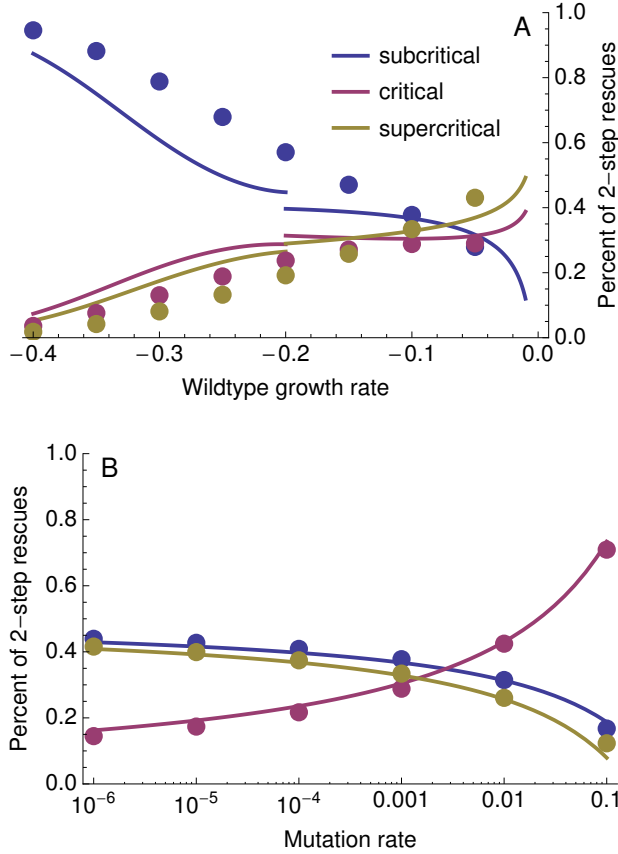 A
subcritical
critical
supercritical
1.0
0.8
0.6
0.4
0.2
0.0
Percent of 2−step rescues
−0.4 −0.3 −0.2 −0.1 0.0
Wildtype growth rate
B
1.0
0.8
0.6
0.4
0.2
0.0
Percent of 2−step rescues
10⁻⁶ 10⁻⁵ 10⁻⁴ 0.001 0.01 0.1
Mutation rate